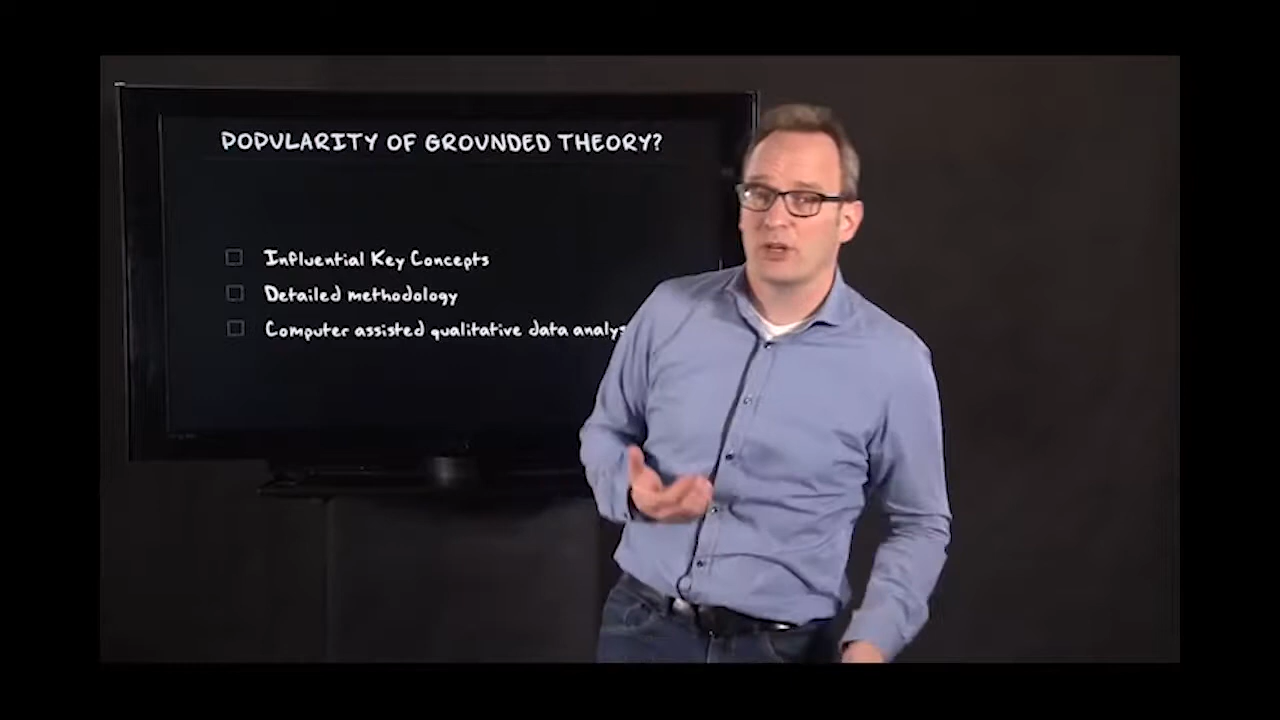 POPULARITY OF GROUNDED THEORY?
Influential Key Concepts
Detailed methodology
Computer assisted qualitative data